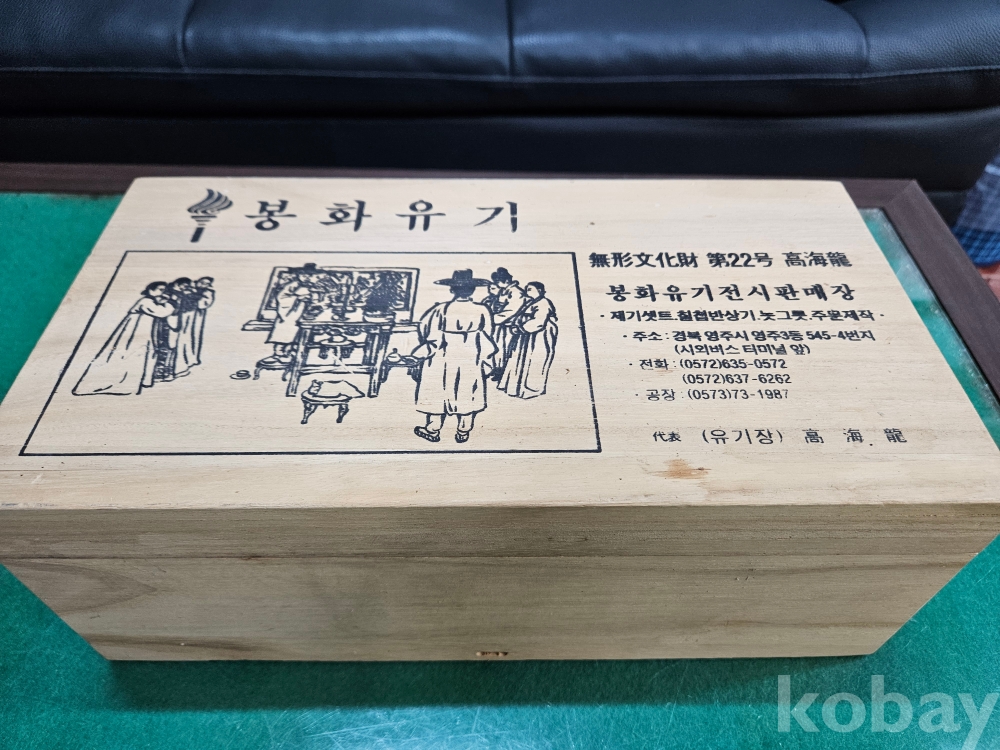 봉화유기
無形文化財 第22号 高海龍
봉화유기전시판매장
· 제기셋트 칠첩반상기 놋그릇 주문제작 ·
· 주소 : 경북 영주시 영주3동 545-4번지
(시외버스 터미널 앞)
· 전화 : (0572)635-0572
(0572)637-6262
· 공장 : (0573)73-1987
代表 (유기장) 高 海 龍
kobay